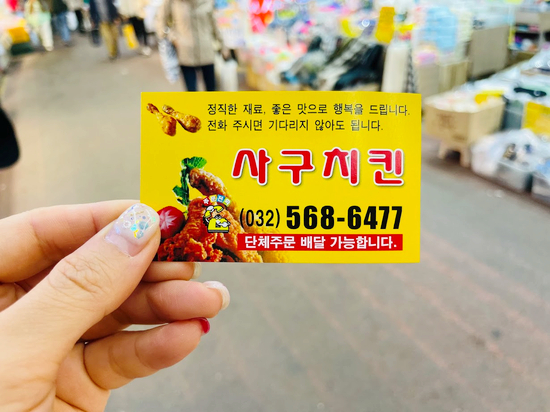 정직한 재료, 좋은 맛으로 행복을 드립니다.
전화 주시면 기다리지 않아도 됩니다.
사구치킨
(032) 568-6477
단체주문 배달 가능합니다.